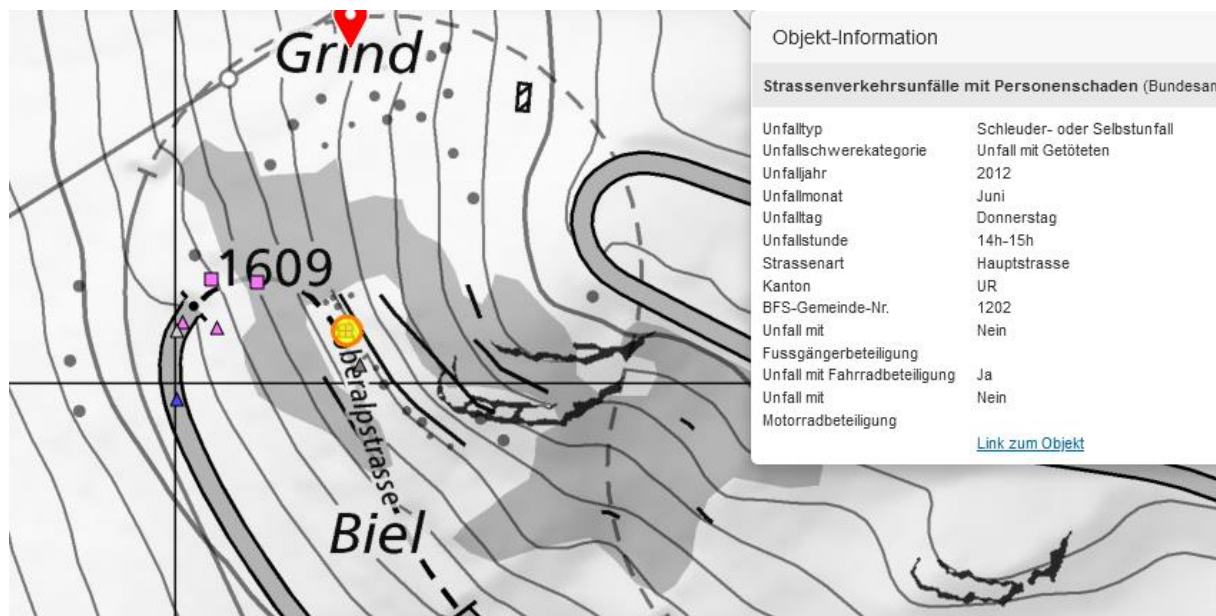 Grind
1609
Oberalpstrasse
Biel
Objekt-Information
Strassenverkehrsunfälle mit Personenschaden (Bundesam
Unfalltyp Schleuder- oder Selbstunfall
Unfallschwerekategorie Unfall mit Getöteten
Unfalljahr 2012
Unfallmonat Juni
Unfalltag Donnerstag
Unfallstunde 14h-15h
Strassenart Hauptstrasse
Kanton UR
BFS-Gemeinde-Nr. 1202
Unfall mit Nein
Fussgängerbeteiligung
Unfall mit Fahrradbeteiligung Ja
Unfall mit Nein
Motorradbeteiligung
Link zum Objekt